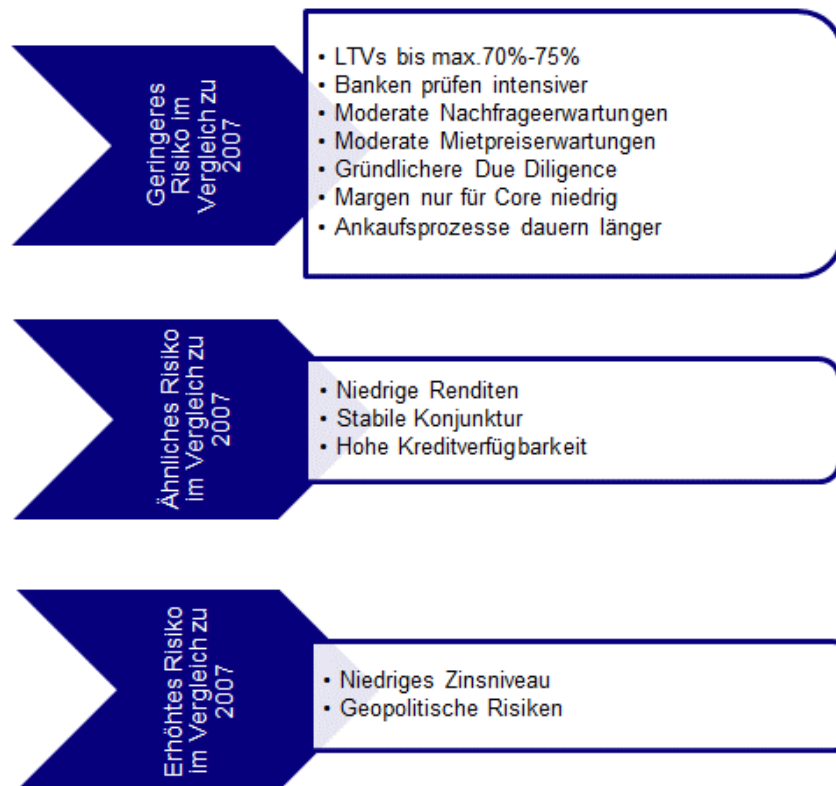 Geringeres
Risiko im
Vergleich zu
2007
• LTVs bis max.70%-75%
• Banken prüfen intensiver
• Moderate Nachfrageerwartungen
• Moderate Mietpreiserwartungen
• Gründlichere Due Diligence
• Margen nur für Core niedrig
• Ankaufsprozesse dauern länger
Ähnliches Risiko
im Vergleich zu
2007
• Niedrige Renditen
• Stabile Konjunktur
• Hohe Kreditverfügbarkeit
Erhöhtes Risiko
im Vergleich zu
2007
• Niedriges Zinsniveau
• Geopolitische Risiken